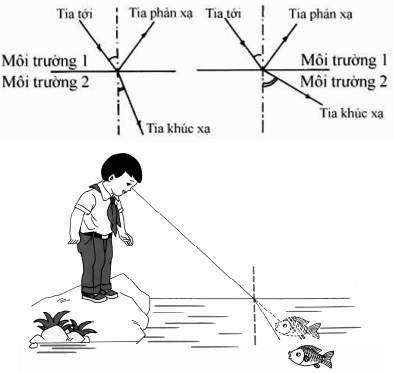 Tia tới
Tia phản xạ
Môi trường 1
Môi trường 2
Tia khúc xạ
Tia tới
Tia phản xạ
Môi trường 1
Môi trường 2
Tia khúc xạ